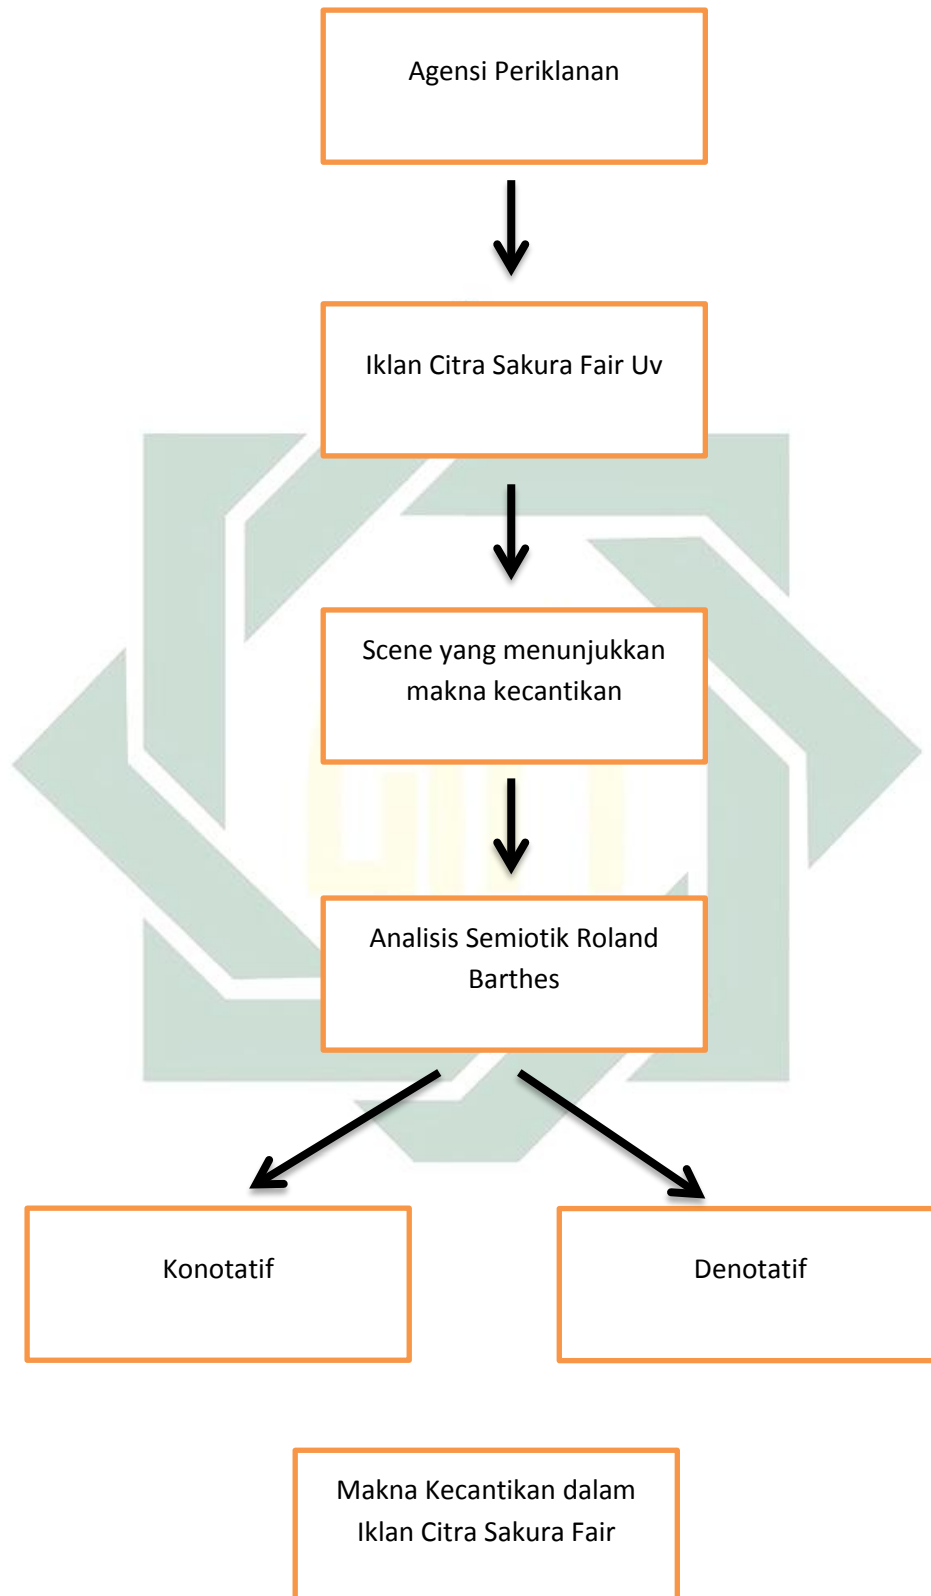 Agensi Periklanan
Iklan Citra Sakura Fair Uv
Scene yang menunjukkan
makna kecantikan
Analisis Semiotik Roland
Barthes
Konotatif
Denotatif
Makna Kecantikan dalam
Iklan Citra Sakura Fair